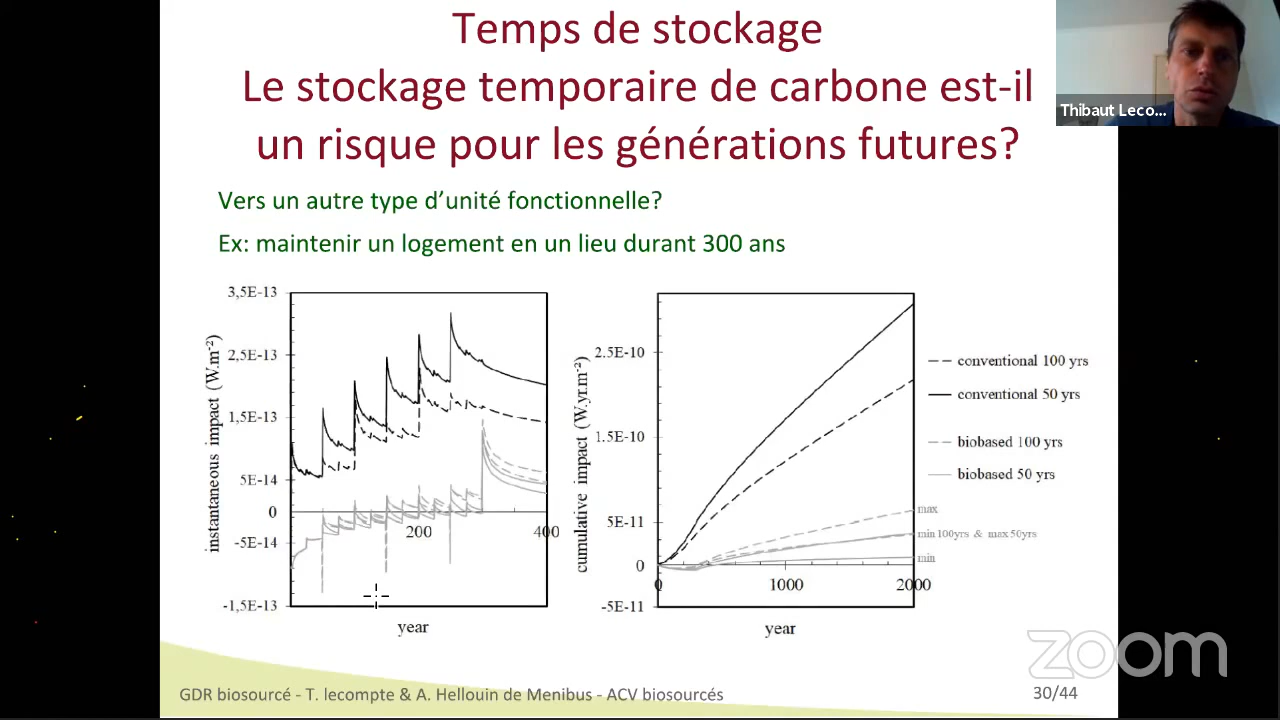 Temps de stockage
Le stockage temporaire de carbone est-il
un risque pour les générations futures?
Thibaut Leco...
Vers un autre type d’unité fonctionnelle?
Ex: maintenir un logement en un lieu durant 300 ans
instantaneous impact (W.m-2)
3,5E-13
2,5E-13
1,5E-13
5E-14
0
-5E-14
-1,5E-13
200
400
year
cumulative impact (W.yr.m-2)
2.5E-10
1.5E-10
5E-11
0
-5E-11
0
1000
2000
year
conventional 100 yrs
conventional 50 yrs
biobased 100 yrs
biobased 50 yrs
max
min 100yrs & max 50yrs
min
zoom
GDR biosourcé - T. lecompte & A. Hellouin de Menibus - ACV biosourcés
30/44